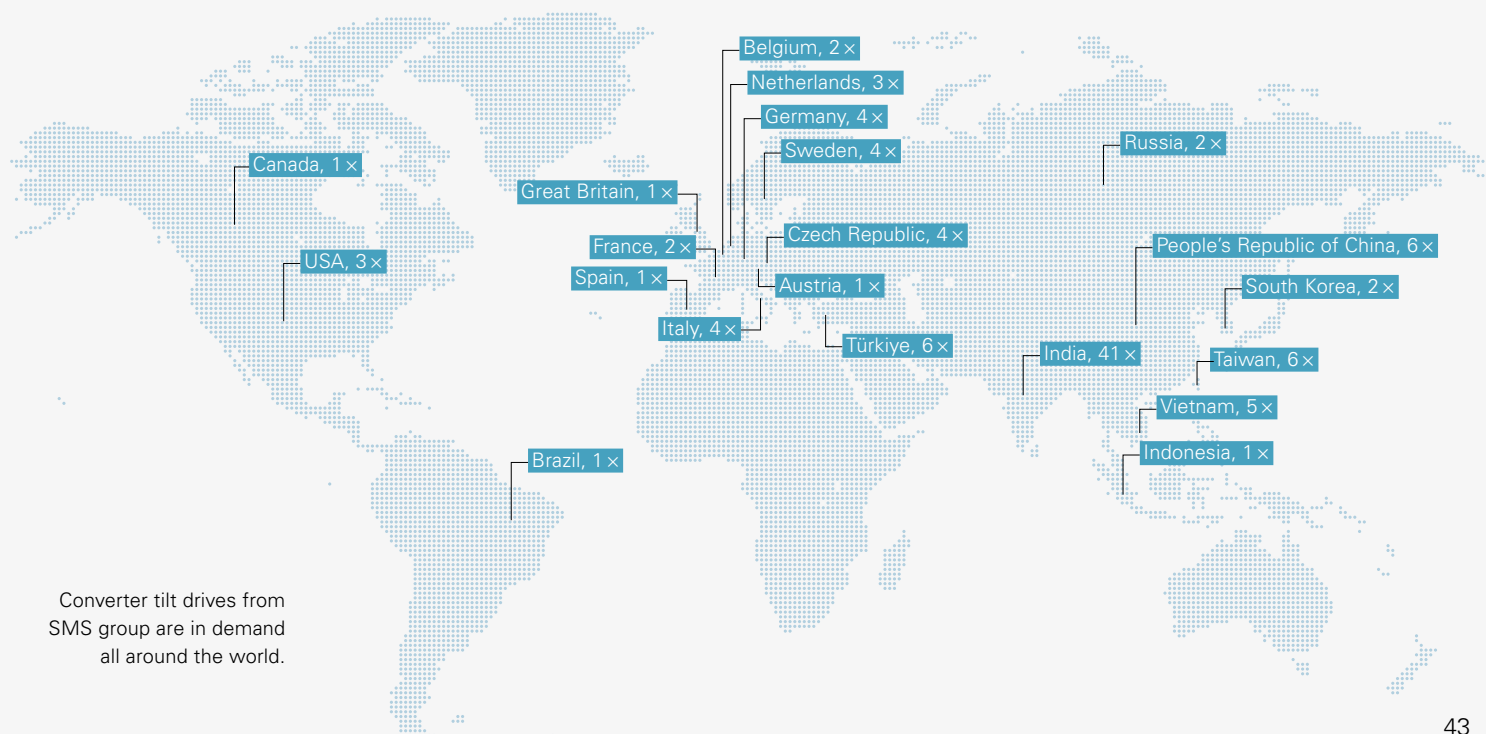 Belgium, 2 ×
Netherlands, 3 ×
Germany, 4 ×
Sweden, 4 ×
Russia, 2 ×
Canada, 1 ×
Great Britain, 1 ×
France, 2 ×
Czech Republic, 4 ×
People’s Republic of China, 6 ×
USA, 3 ×
Spain, 1 ×
Austria, 1 ×
South Korea, 2 ×
Italy, 4 ×
Türkiye, 6 ×
India, 41 ×
Taiwan, 6 ×
Vietnam, 5 ×
Indonesia, 1 ×
Brazil, 1 ×
Converter tilt drives from
SMS group are in demand
all around the world.
43